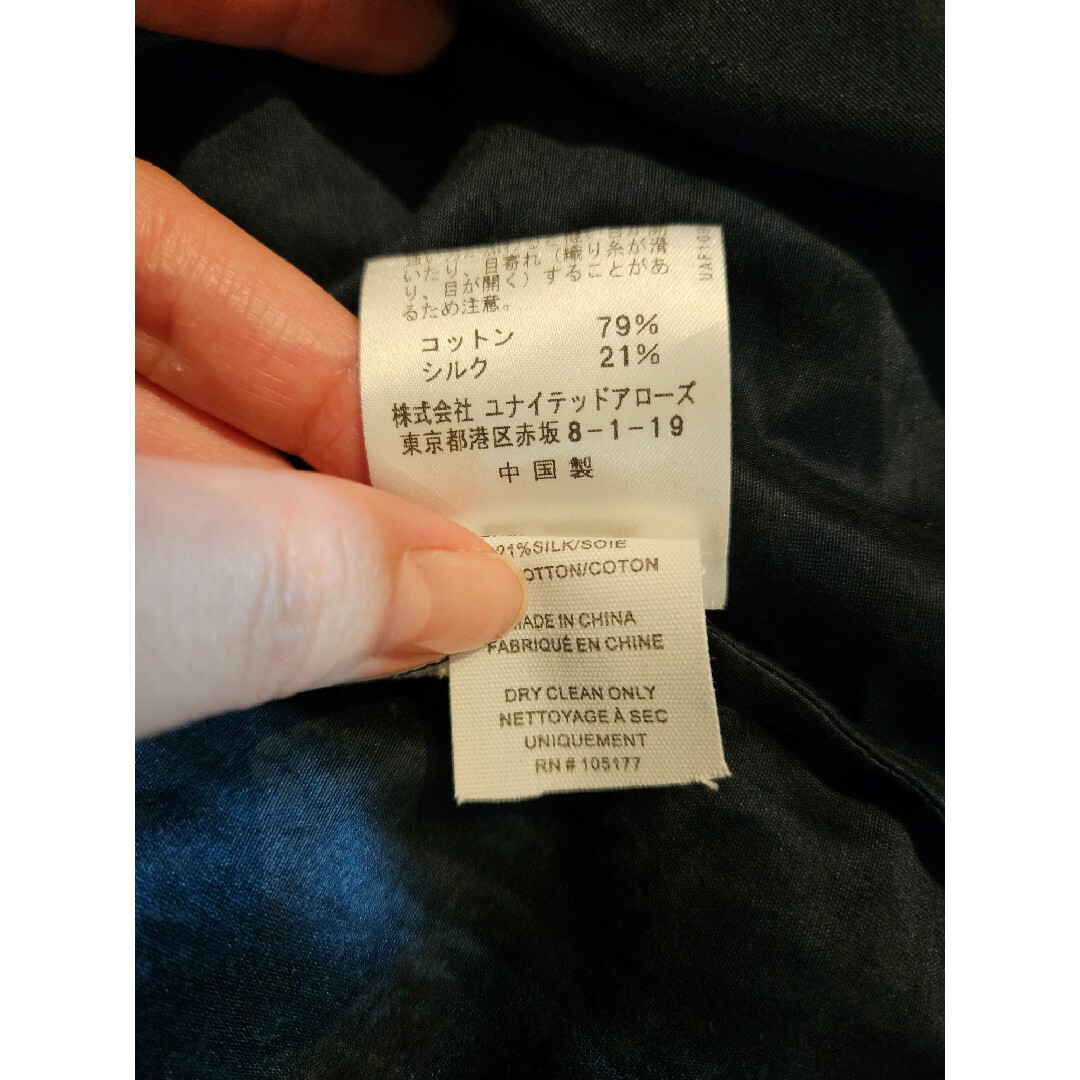 いたり、目寄れ(織り糸が滑
り、目が開く)することがあ
るため注意。
コットン 79%
シルク 21%
株式会社 ユナイテッドアローズ
東京都港区赤坂8-1-19
中国製
21%SILK/SOIE
OTTON/COTON
MADE IN CHINA
FABRIQUÉ EN CHINE
DRY CLEAN ONLY
NETTOYAGE À SEC
UNIQUEMENT
RN # 105177